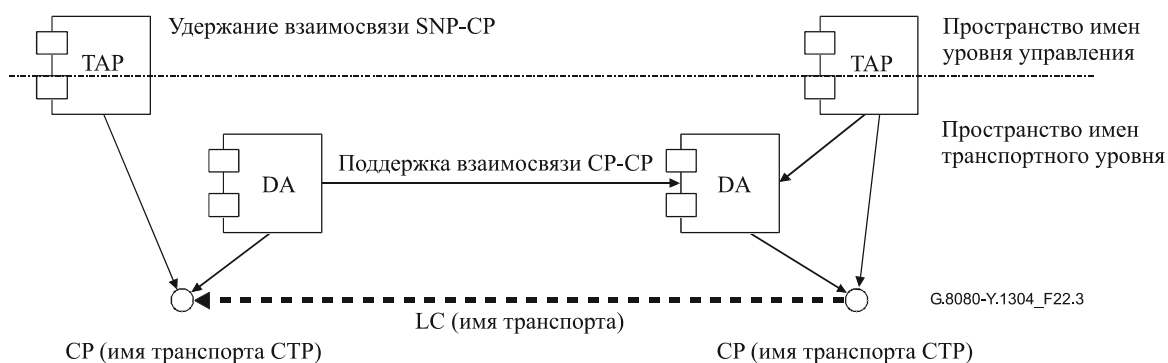 Удержание взаимосвязи SNP-CP
Пространство имен
уровня управления
TAP
TAP
Пространство имен
транспортного уровня
Поддержка взаимосвязи CP-CP
DA
DA
G.8080-Y.1304_F22.3
LC (имя транспорта)
CP (имя транспорта CTP)
CP (имя транспорта CTP)